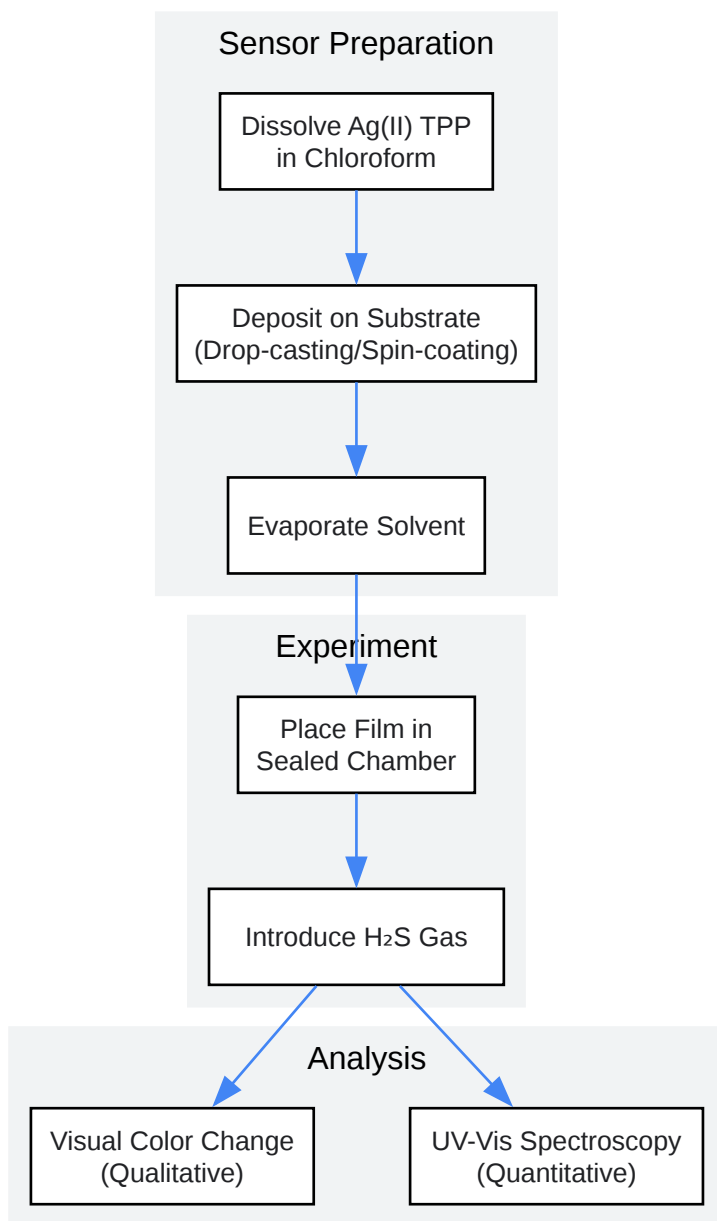 Sensor Preparation
Dissolve Ag(II) TPP
in Chloroform
Deposit on Substrate
(Drop-casting/Spin-coating)
Evaporate Solvent
Experiment
Place Film in
Sealed Chamber
Introduce H₂S Gas
Analysis
Visual Color Change
(Qualitative)
UV-Vis Spectroscopy
(Quantitative)